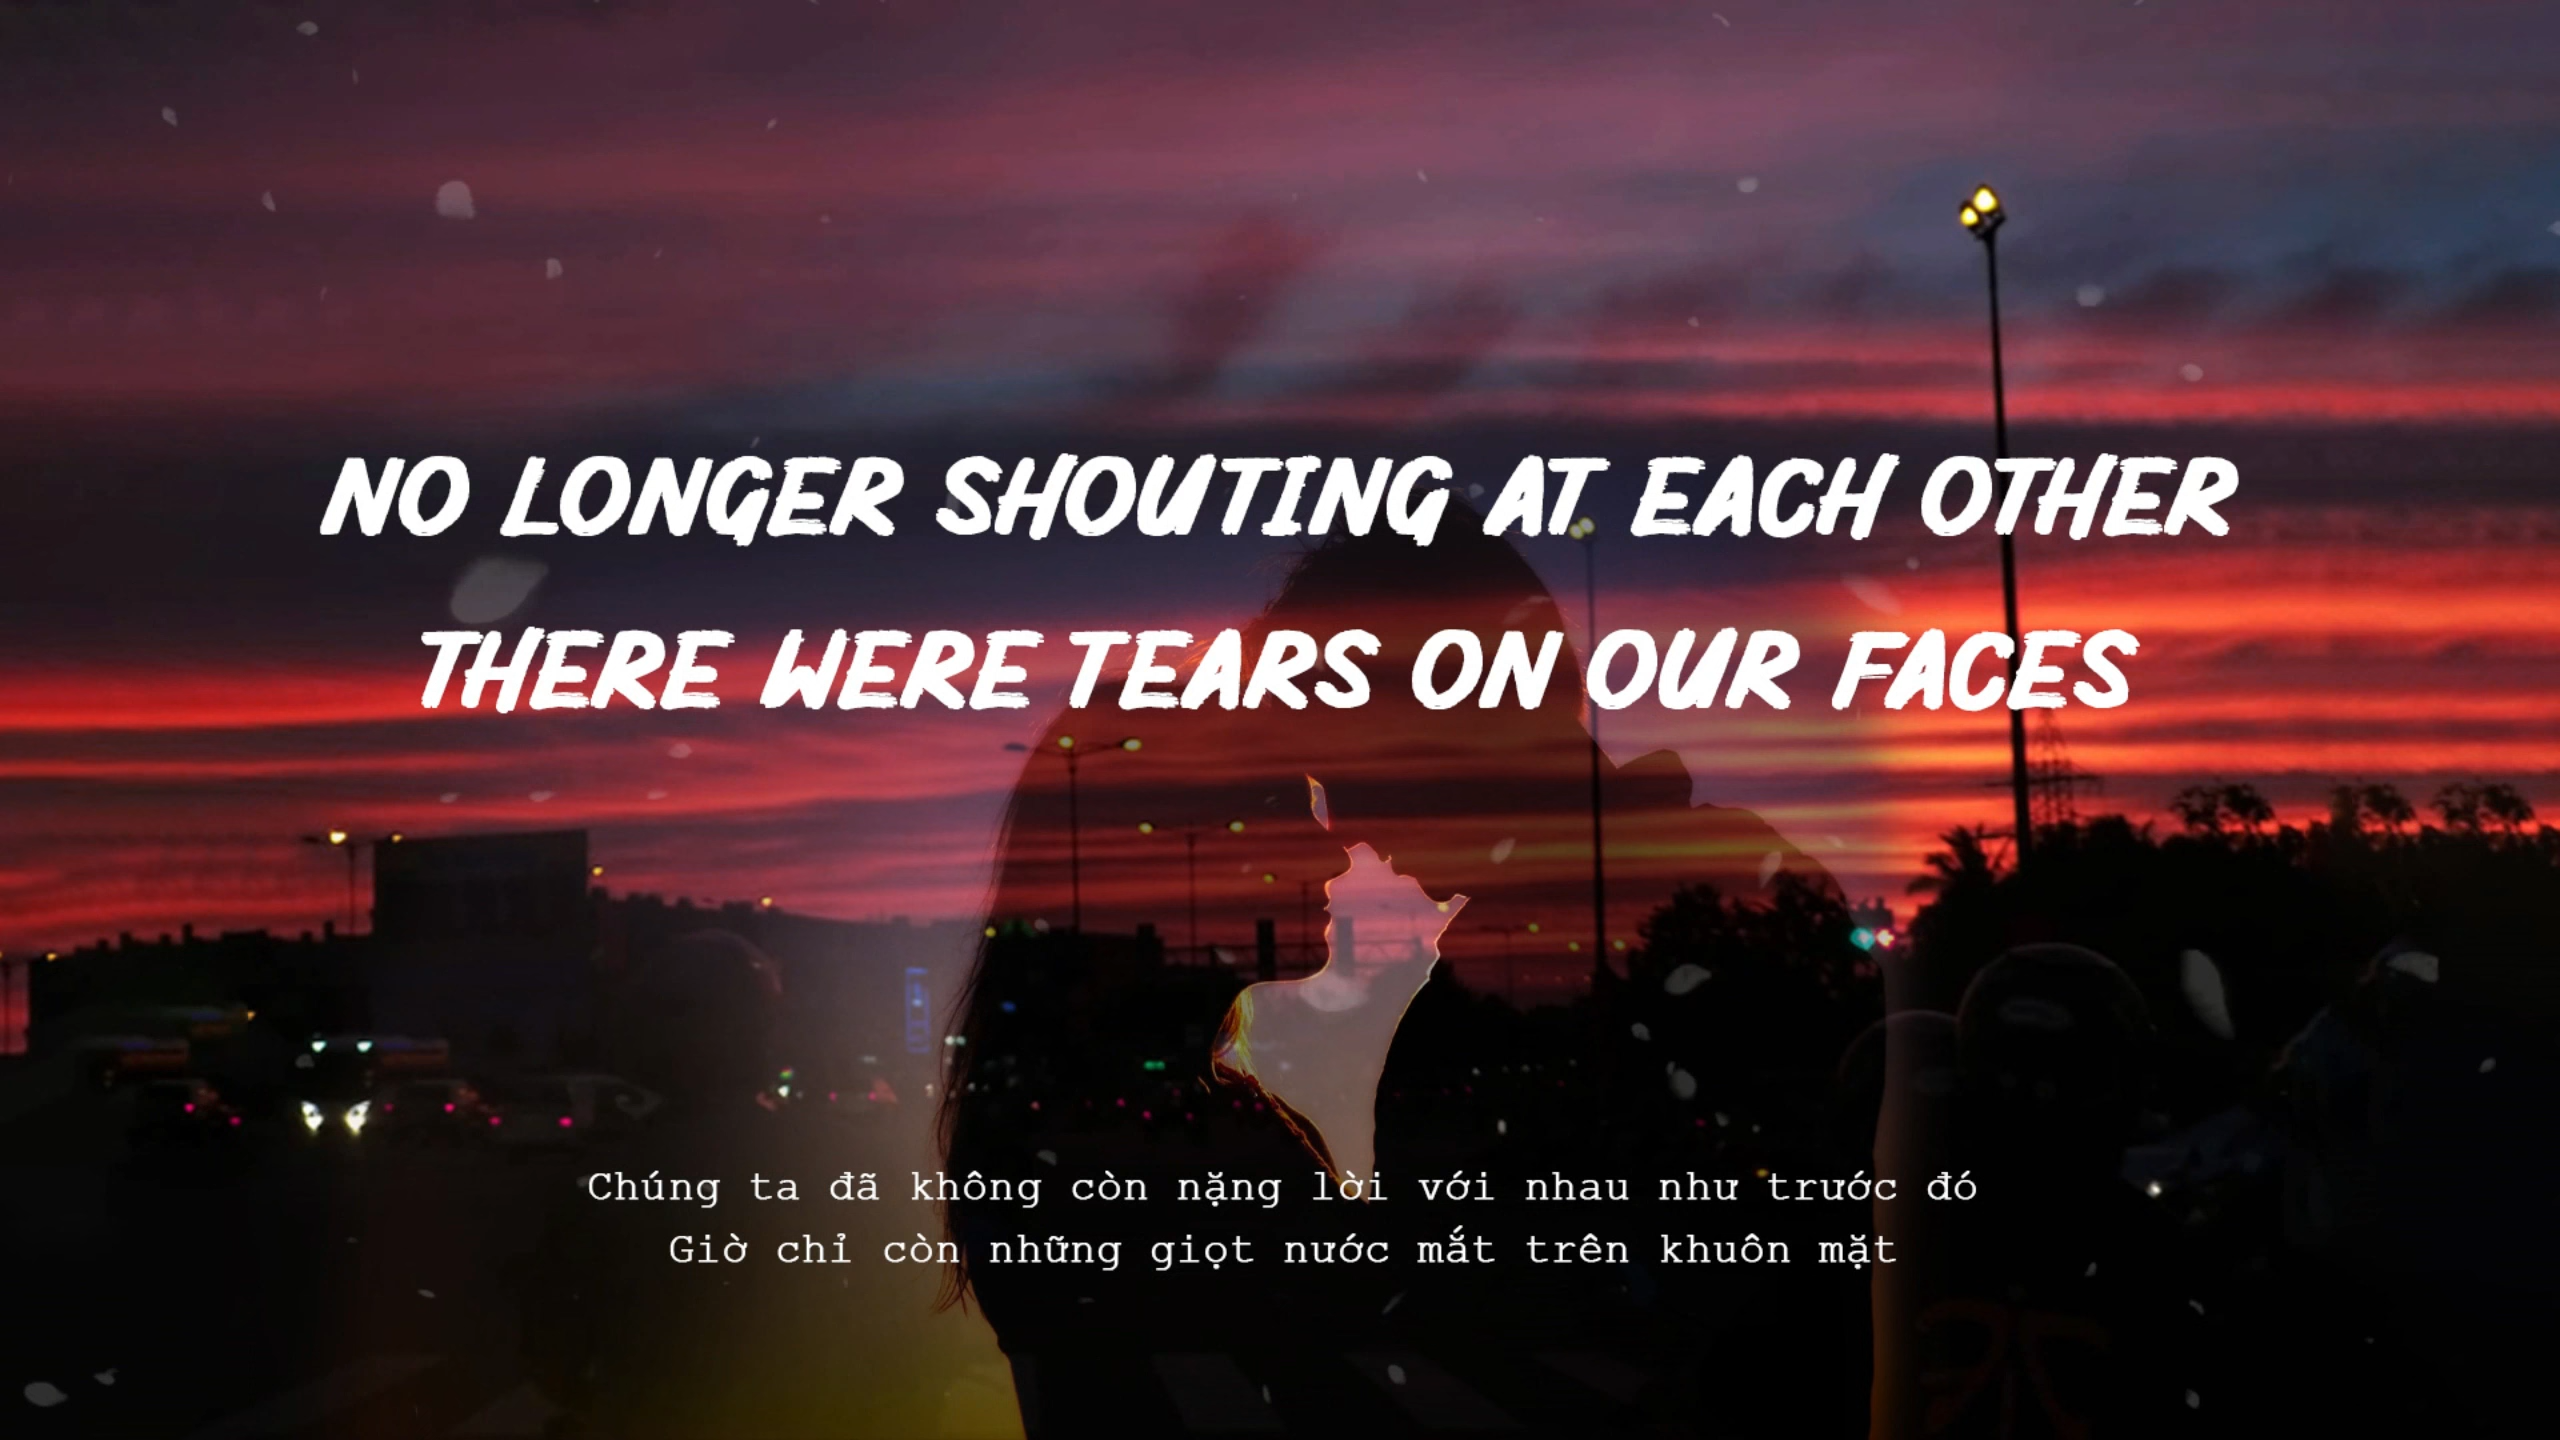 NO LONGER SHOUTING AT EACH OTHER
THERE WERE TEARS ON OUR FACES
Chúng ta đã không còn nặng lời với nhau như trước đó
Giờ chỉ còn những giọt nước mắt trên khuôn mặt